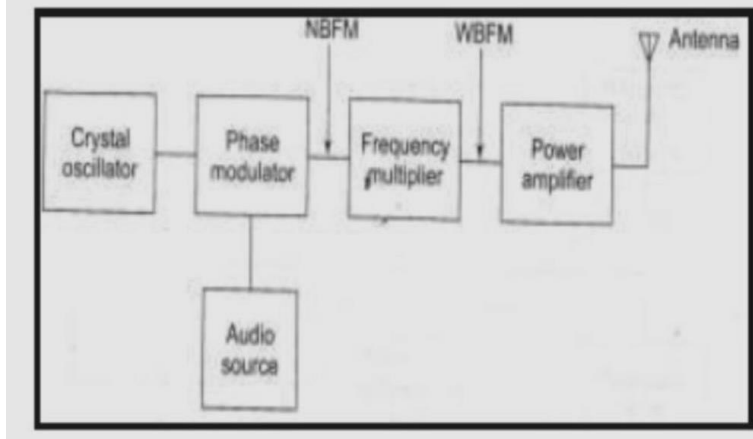 NBFM
WBFM
Antenna
Crystal
oscillator
Phase
modulator
Frequency
multiplier
Power
amplifier
Audio
source